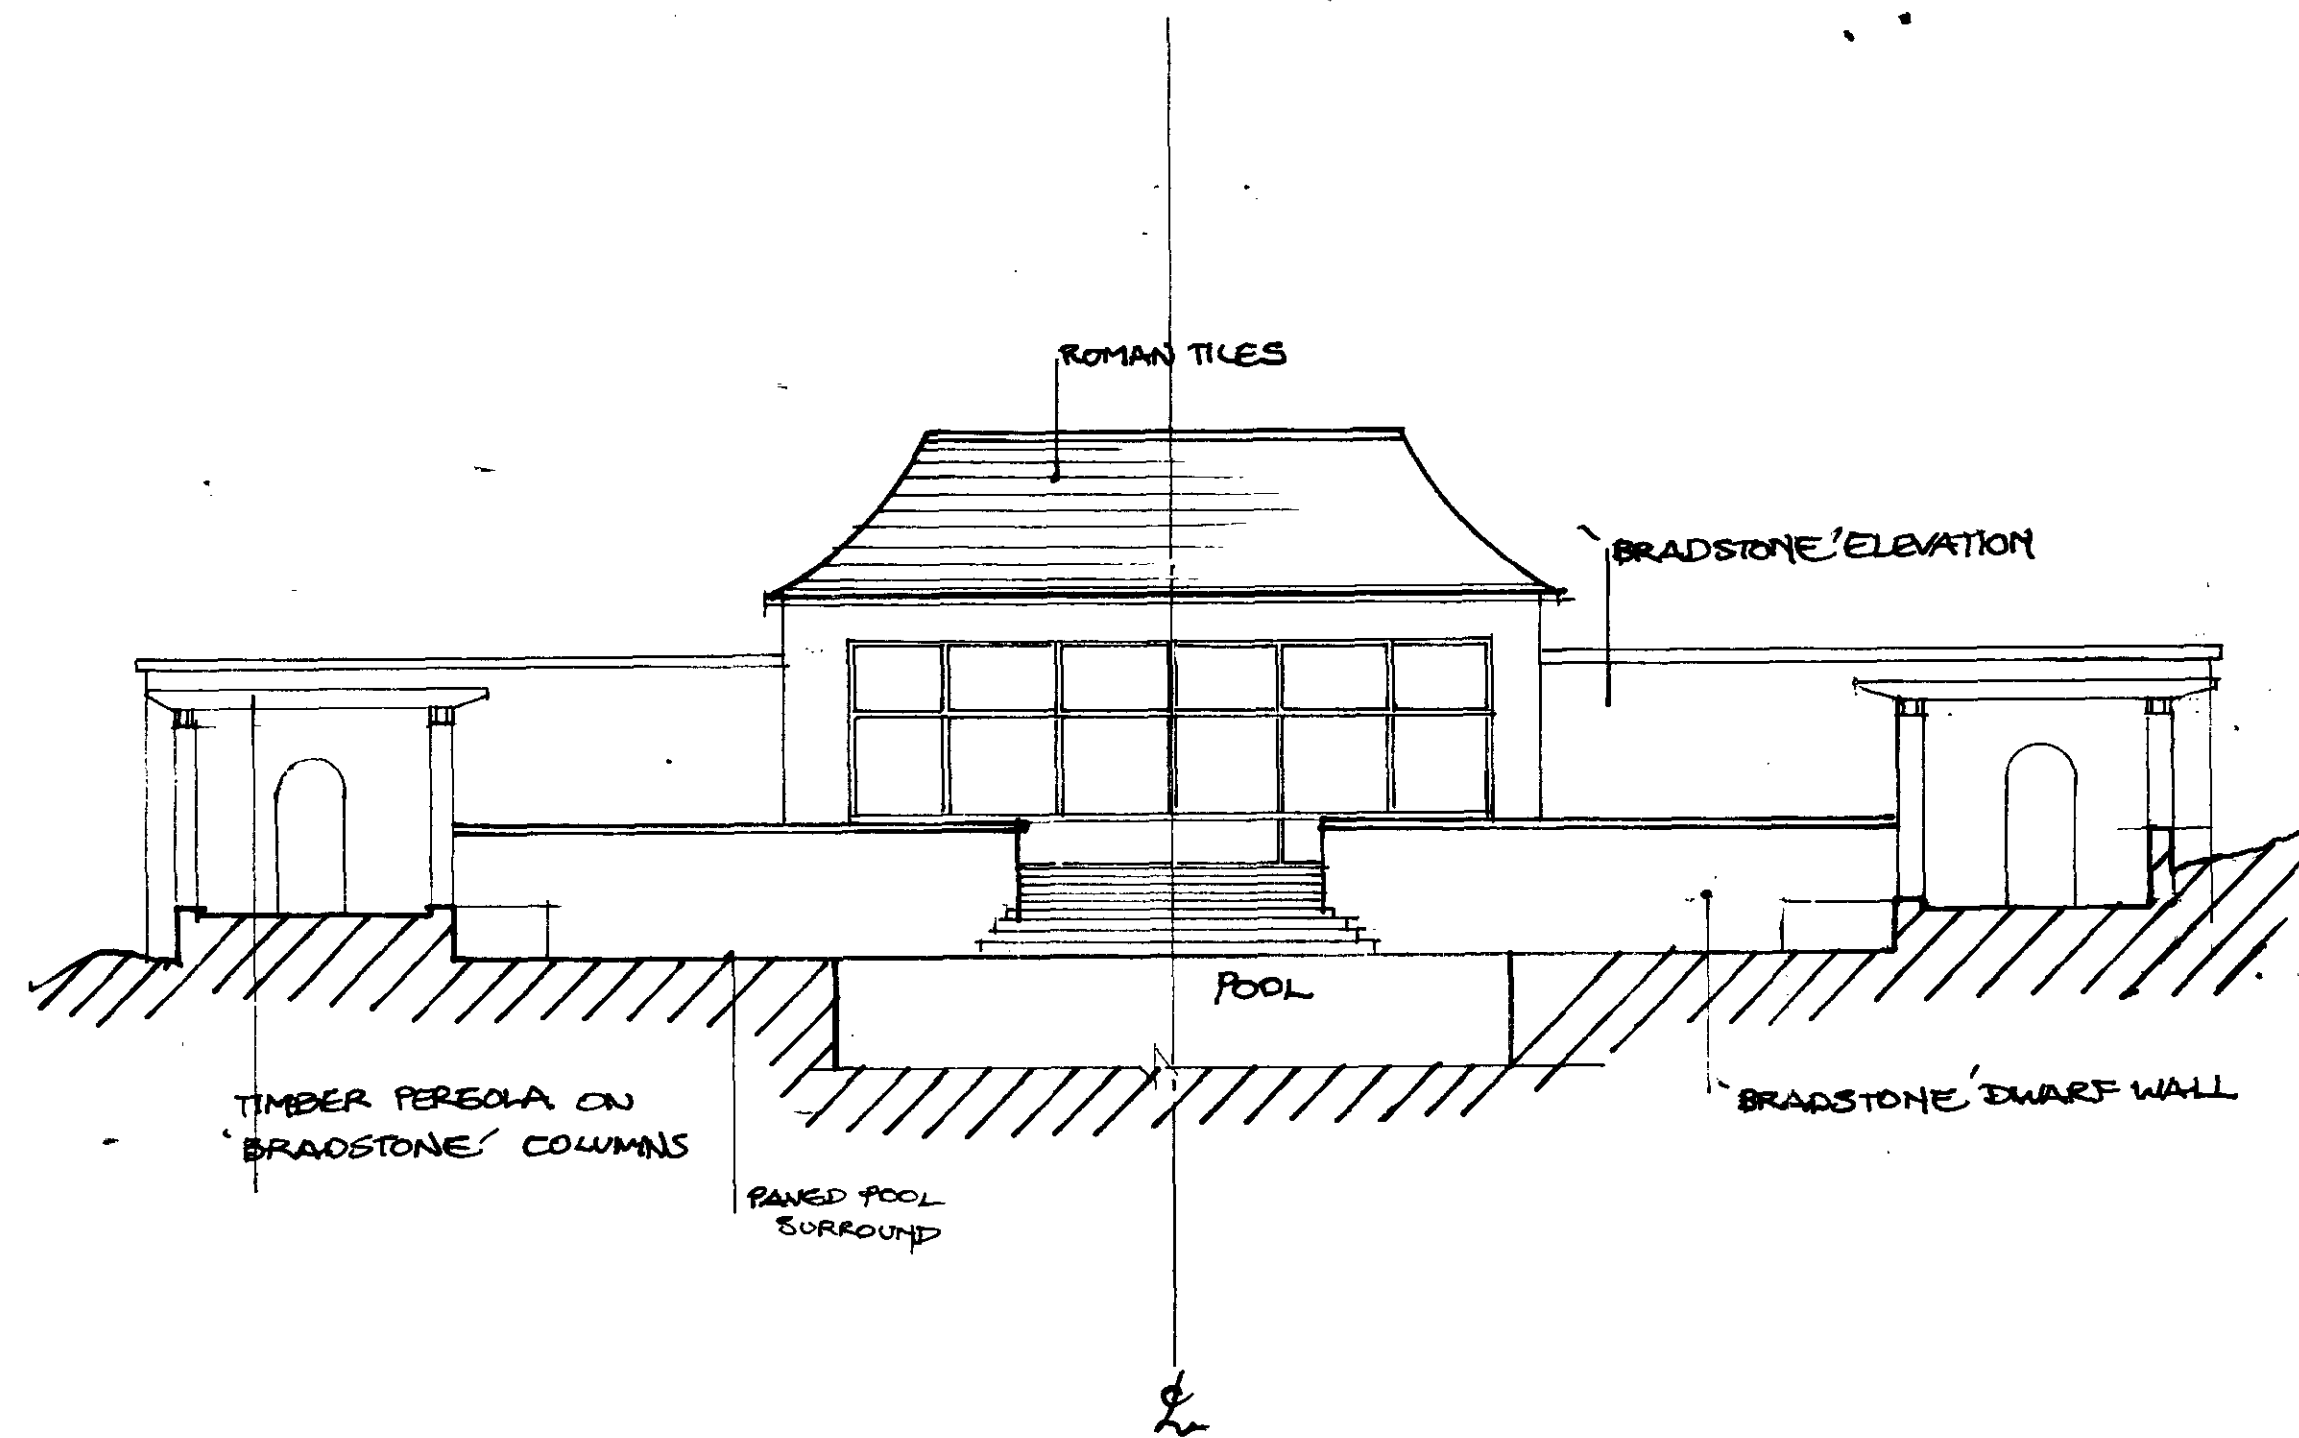 ROMAN TILES
'BRADSTONE' ELEVATION
POOL
TIMBER PERGOLA ON
'BRADSTONE' COLUMNS
'BRADSTONE' DWARF WALL
PAVED POOL
SURROUND
℄